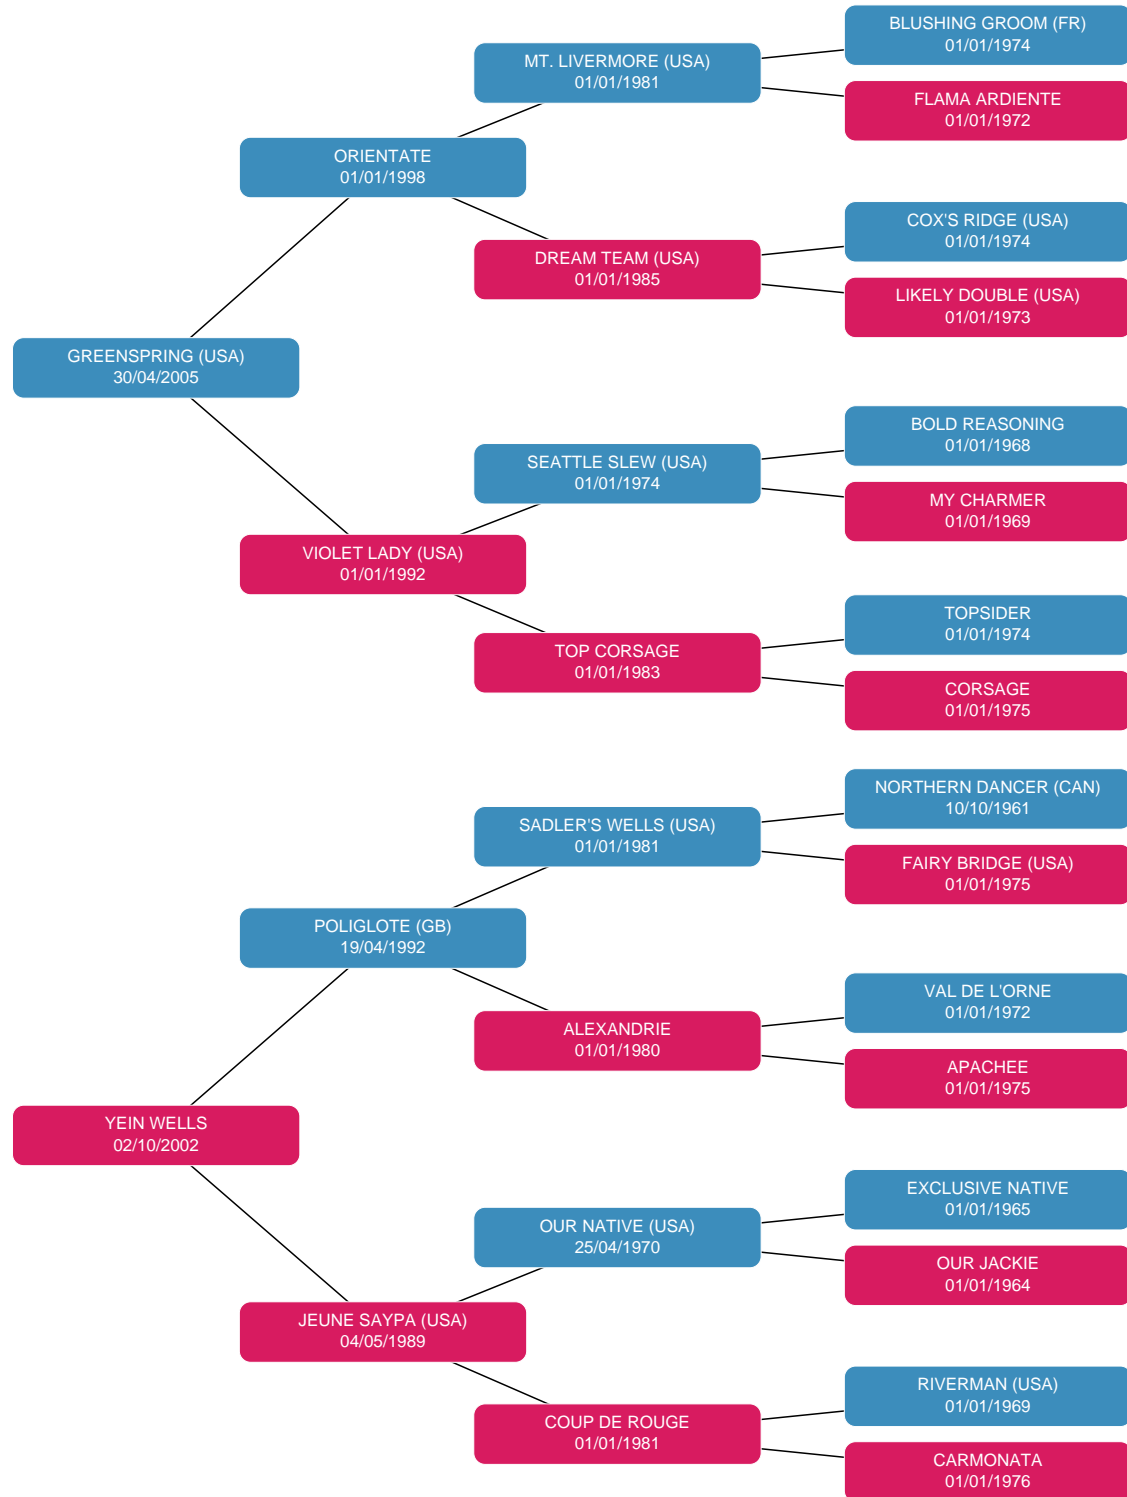 BLUSHING GROOM (FR)
01/01/1974
MT. LIVERMORE (USA)
01/01/1981
FLAMA ARDIENTE
01/01/1972
ORIENTATE
01/01/1998
COX'S RIDGE (USA)
01/01/1974
DREAM TEAM (USA)
01/01/1985
LIKELY DOUBLE (USA)
01/01/1973
GREENSPRING (USA)
30/04/2005
BOLD REASONING
01/01/1968
SEATTLE SLEW (USA)
01/01/1974
MY CHARMER
01/01/1969
VIOLET LADY (USA)
01/01/1992
TOPSIDER
01/01/1974
TOP CORSAGE
01/01/1983
CORSAGE
01/01/1975
NORTHERN DANCER (CAN)
10/10/1961
SADLER'S WELLS (USA)
01/01/1981
FAIRY BRIDGE (USA)
01/01/1975
POLIGLOTE (GB)
19/04/1992
VAL DE L'ORNE
01/01/1972
ALEXANDRIE
01/01/1980
APACHEE
01/01/1975
YEIN WELLS
02/10/2002
EXCLUSIVE NATIVE
01/01/1965
OUR NATIVE (USA)
25/04/1970
OUR JACKIE
01/01/1964
JEUNE SAYPA (USA)
04/05/1989
RIVERMAN (USA)
01/01/1969
COUP DE ROUGE
01/01/1981
CARMONATA
01/01/1976